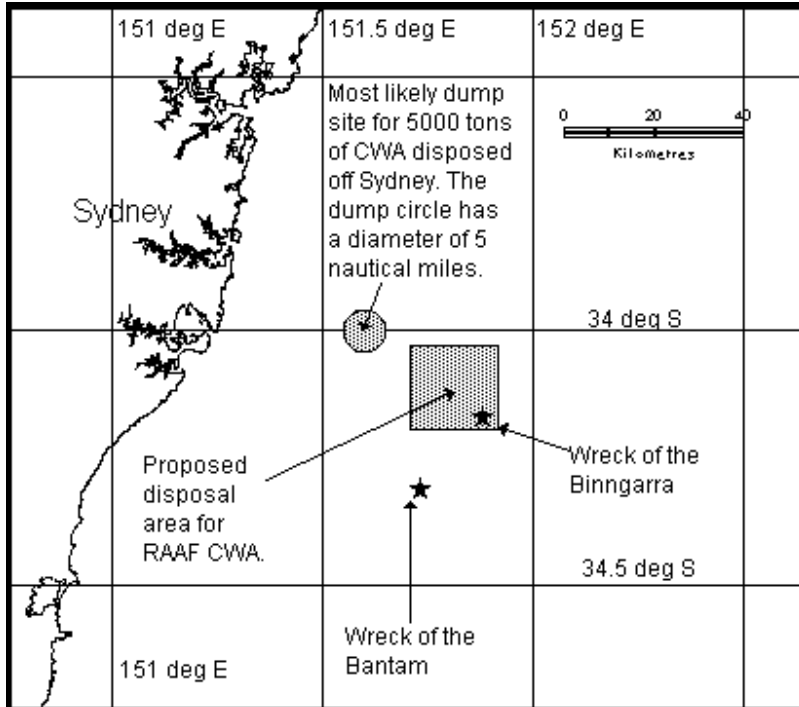 151 deg E
151.5 deg E
152 deg E
Most likely dump
site for 5000 tons
of CWA disposed
off Sydney. The
dump circle has
a diameter of 5
nautical miles.
0 20 40
Kilometres
Sydney
34 deg S
Proposed
disposal
area for
RAAF CWA.
Wreck of the
Binngarra
34.5 deg S
Wreck of the
Bantam
151 deg E